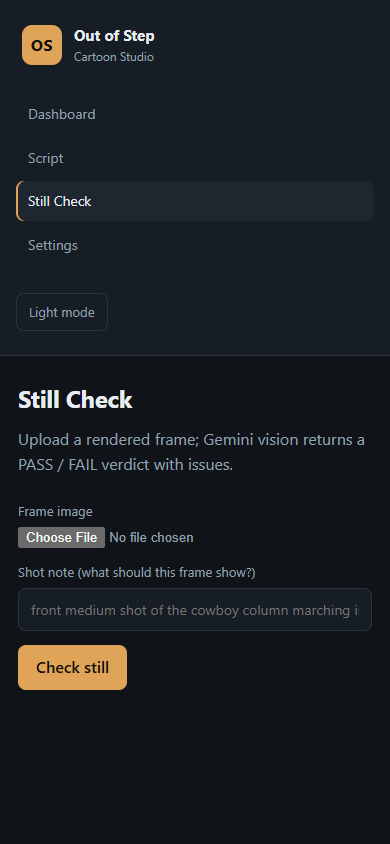 OS
Out of Step
Cartoon Studio
Dashboard
Script
Still Check
Settings
Light mode
Still Check
Upload a rendered frame; Gemini vision returns a
PASS / FAIL verdict with issues.
Frame image
Choose File No file chosen
Shot note (what should this frame show?)
front medium shot of the cowboy column marching
Check still